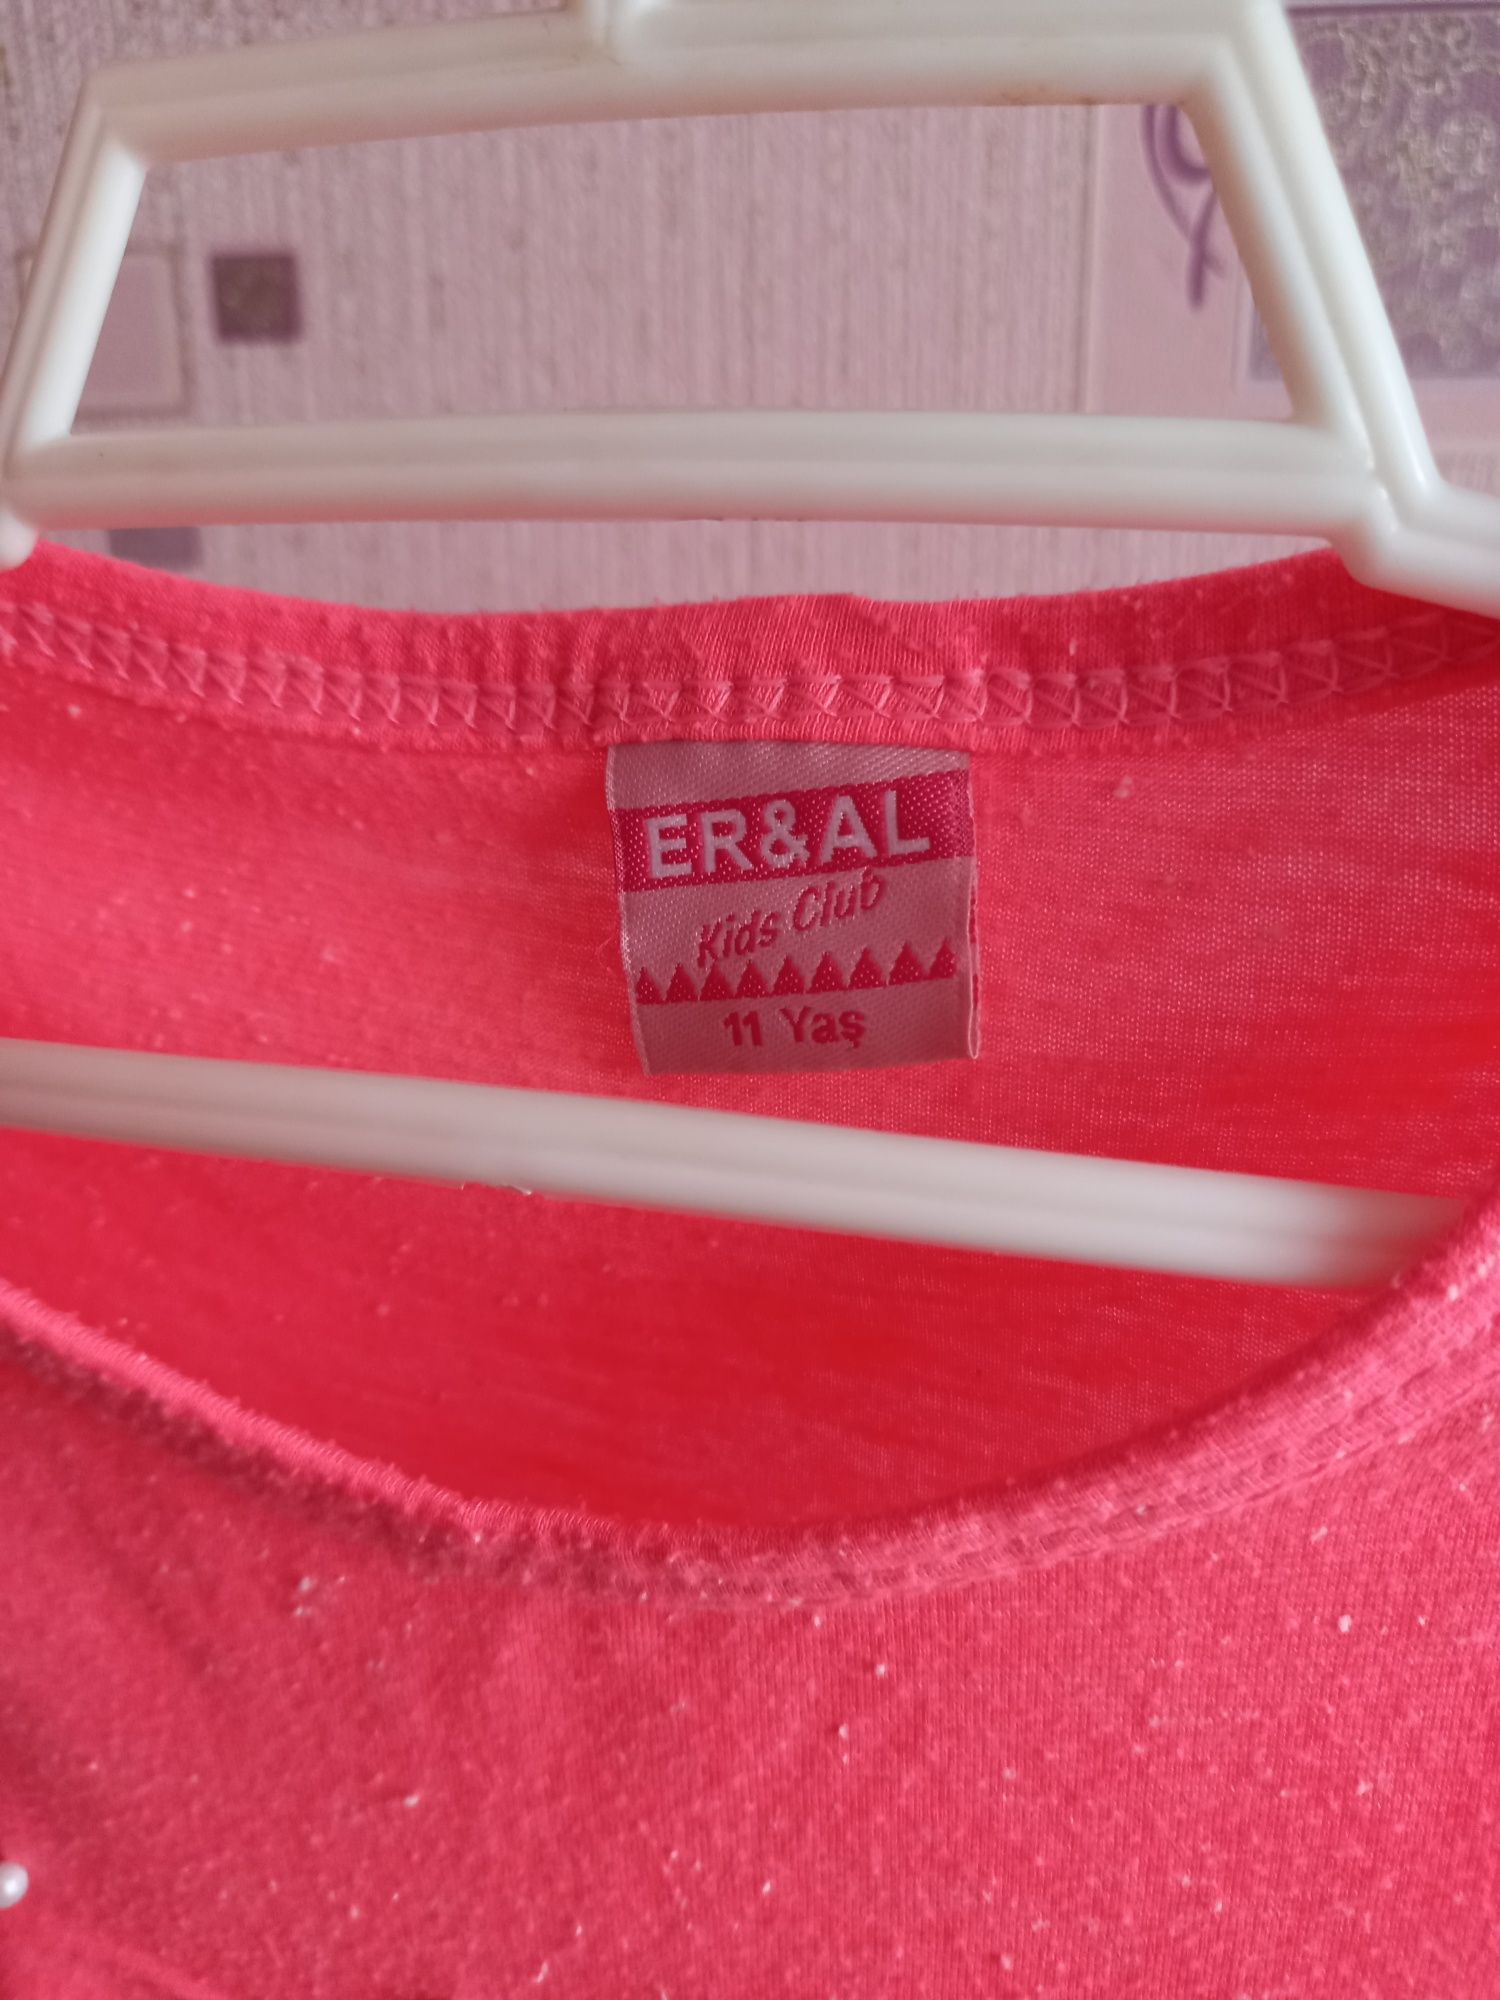 ER&AL
Kids Club
11 Yaş